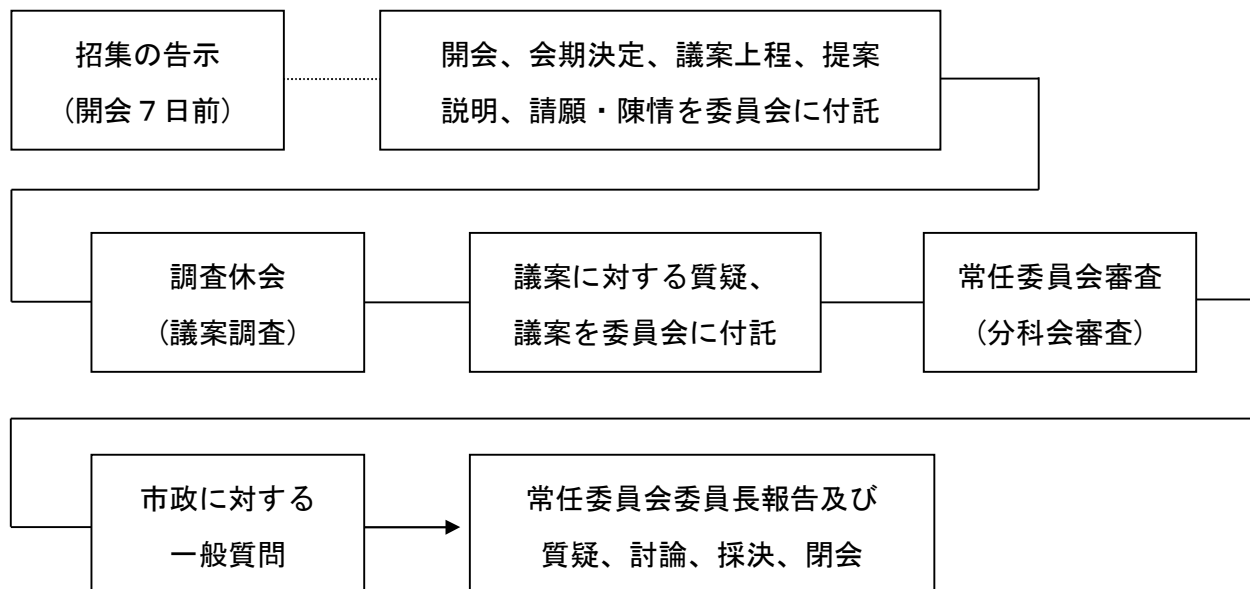 招集の告示
(開会7日前)
開会、会期決定、議案上程、提案
説明、請願・陳情を委員会に付託
調査休会
(議案調査)
議案に対する質疑、
議案を委員会に付託
常任委員会審査
(分科会審査)
市政に対する
一般質問
常任委員会委員長報告及び
質疑、討論、採決、閉会